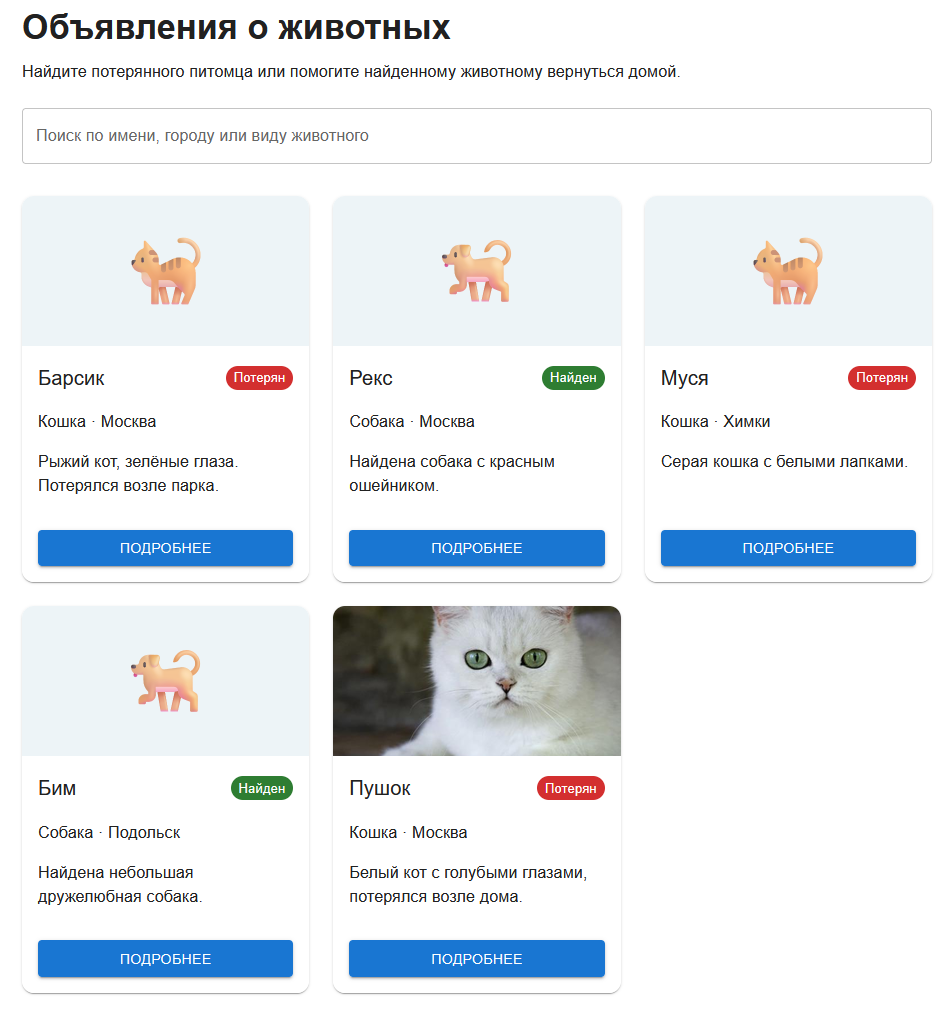 Объявления о животных
Найдите потерянного питомца или помогите найденному животному вернуться домой.
Поиск по имени, городу или виду животного
Барсик
Потерян
Кошка · Москва
Рыжий кот, зелёные глаза.
Потерялся возле парка.
ПОДРОБНЕЕ
Рекс
Найден
Собака · Москва
Найдена собака с красным
ошейником.
ПОДРОБНЕЕ
Муся
Потерян
Кошка · Химки
Серая кошка с белыми лапками.
ПОДРОБНЕЕ
Бим
Найден
Собака · Подольск
Найдена небольшая
дружелюбная собака.
ПОДРОБНЕЕ
Пушок
Потерян
Кошка · Москва
Белый кот с голубыми глазами,
потерялся возле дома.
ПОДРОБНЕЕ